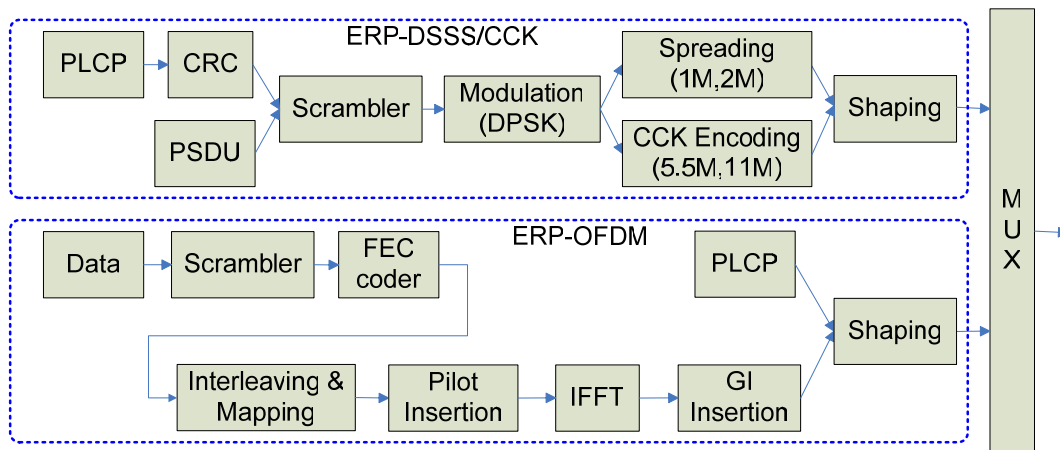 ERP-DSSS/CCK
PLCP
CRC
PSDU
Scrambler
Modulation
(DPSK)
Spreading
(1M,2M)
CCK Encoding
(5.5M,11M)
Shaping
ERP-OFDM
Data
Scrambler
FEC
coder
PLCP
Interleaving &
Mapping
Pilot
Insertion
IFFT
GI
Insertion
Shaping
M
U
X